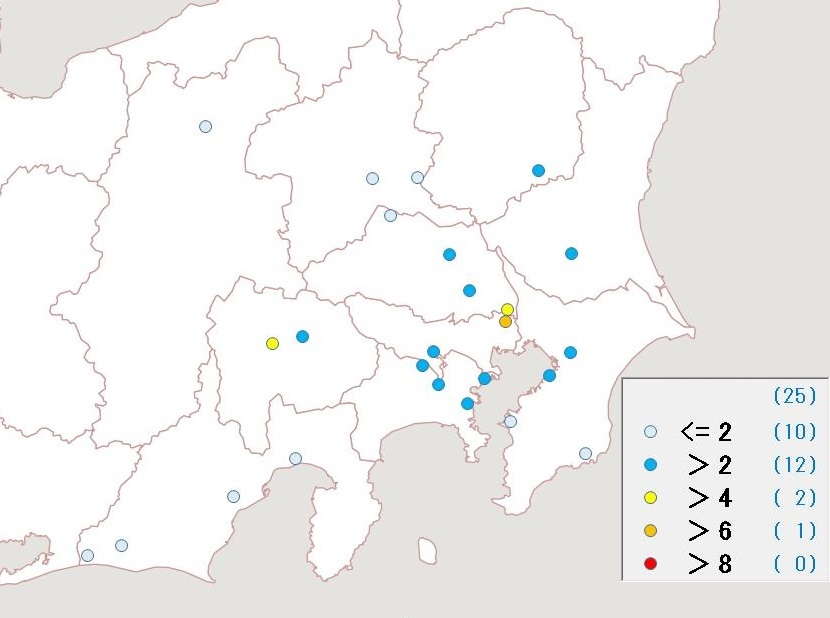 (25)
<= 2 (10)
> 2 (12)
> 4 ( 2)
> 6 ( 1)
> 8 ( 0)